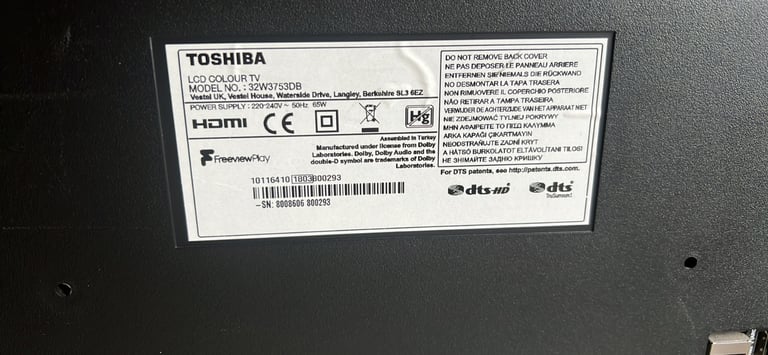 TOSHIBA
LCD COLOUR TV
MODEL NO. : 32W3753DB
Vestel UK, Vestel House, Waterside Drive, Langley, Berkshire SL3 6EZ
POWER SUPPLY : 220-240V ~ 50Hz 65W
HDMI CE Hg
Assembled in Turkey
Manufactured under license from Dolby
Laboratories. Dolby, Dolby Audio and the
double-D symbol are trademarks of Dolby
Laboratories.
FreeviewPlay
10116410 1803B00293
-SN: 8008606 800293
DO NOT REMOVE BACK COVER
NE PAS DEPOSER LE PANNEAU ARRIERE
ENTFERNEN SIE NIEMALS DIE RÜCKWAND
NO DESMONTAR LA TAPA TRASERA
NON RIMUOVERE IL COPERCHIO POSTERIORE
NÃO RETIRAR A TAMPA TRASEIRA
VERWIJDER DE ACHTERZIJDE VAN HET APPARAAT NIET
NIE ZDEJMOWAĆ TYLNEJ POKRYWY
ΜΗΝ ΑΦΑΙΡΕΙΤΕ ΤΟ ΠΙΣΩ ΚΑΛΥΜΜΑ
ARKA KAPAĞI ÇIKARTMAYIN
NEODSTRAŇUJTE ZADNÍ KRYT
A HÁTSÓ BURKOLATOT ELTÁVOLÍTANI TILOS!
НЕ ЗНІМАЙТЕ ЗАДНЮ КРИШКУ
For DTS patents, see http://patents.dts.com.
dts-HD dts
TruSurround